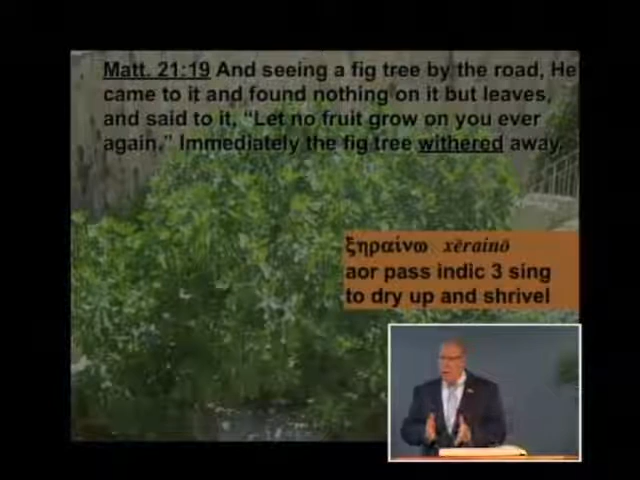 Matt. 21:19 And seeing a fig tree by the road, He
came to it and found nothing on it but leaves,
and said to it, “Let no fruit grow on you ever
again.” Immediately the fig tree withered away.
ξηραίνω xērainō
aor pass indic 3 sing
to dry up and shrivel